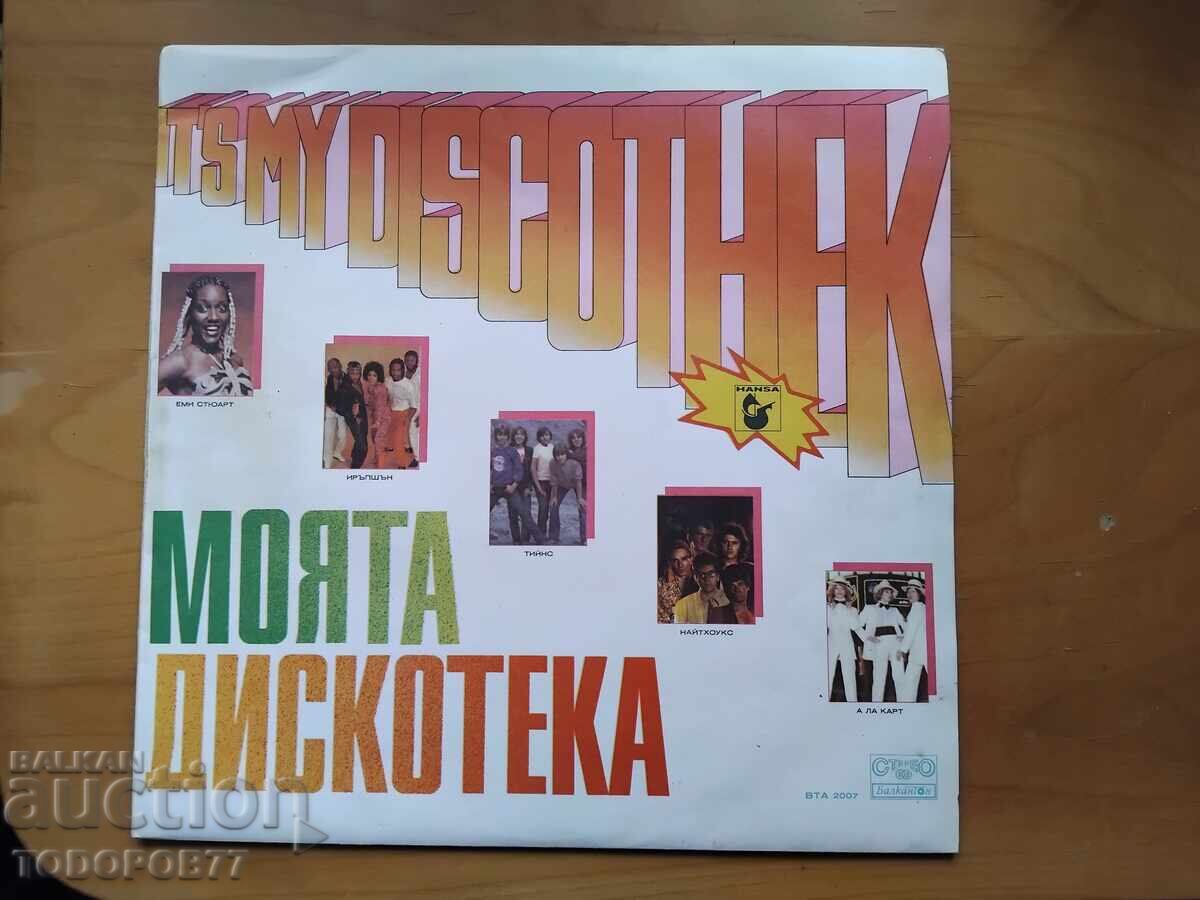 IT'S MY DISCOTHEK
HANSA
ЕМИ СТЮАРТ
ИРЪПШЪН
ТИЙНС
НАЙТХОУКС
А ЛА КАРТ
МОЯТА
ДИСКОТЕКА
ВТА 2007
СТЕРЕО
Балкантон
BALKAN
auction
TODOROB77